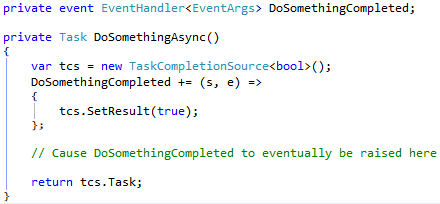 private event EventHandler<EventArgs> DoSomethingCompleted;
private Task DoSomethingAsync()
{
var tcs = new TaskCompletionSource<bool>();
DoSomethingCompleted += (s, e) =>
{
tcs.SetResult(true);
};
// Cause DoSomethingCompleted to eventually be raised here
return tcs.Task;
}